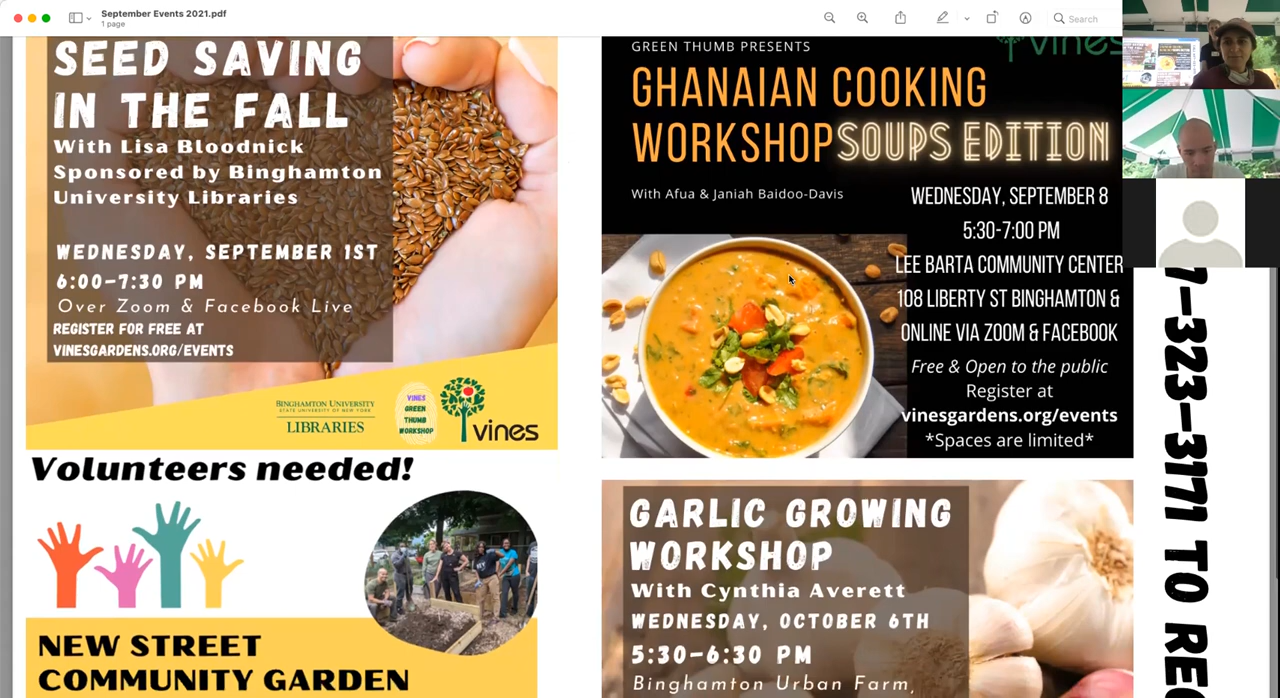 September Events 2021.pdf
1 page
Search
SEED SAVING
IN THE FALL
With Lisa Bloodnick
Sponsored by Binghamton
University Libraries
WEDNESDAY, SEPTEMBER 1ST
6:00-7:30 PM
Over Zoom & Facebook Live
REGISTER FOR FREE AT
VINESGARDENS.ORG/EVENTS
BINGHAMTON UNIVERSITY
STATE UNIVERSITY OF NEW YORK
LIBRARIES
VINES
GREEN
THUMB
WORKSHOP
vines
GREEN THUMB PRESENTS
vines
GHANAIAN COOKING
WORKSHOP SOUPS EDITION
With Afua & Janiah Baidoo-Davis
WEDNESDAY, SEPTEMBER 8
5:30-7:00 PM
LEE BARTA COMMUNITY CENTER
108 LIBERTY ST BINGHAMTON &
ONLINE VIA ZOOM & FACEBOOK
Free & Open to the public
Register at
vinesgardens.org/events
*Spaces are limited*
Volunteers needed!
NEW STREET
COMMUNITY GARDEN
GARLIC GROWING
WORKSHOP
With Cynthia Averett
WEDNESDAY, OCTOBER 6TH
5:30-6:30 PM
Binghamton Urban Farm,
7-323-3171 TO REG